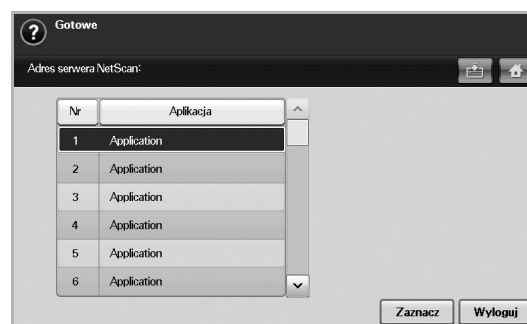 Gotowe
Adres serwera NetScan:
Nr Aplikacja
1 Application
2 Application
3 Application
4 Application
5 Application
6 Application
Zaznacz Wyloguj